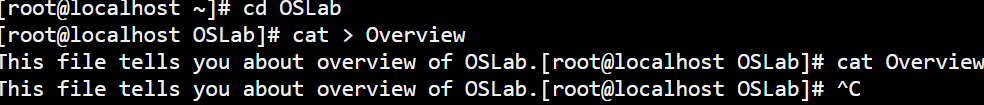 [root@localhost ~]# cd OSLab
[root@localhost OSLab]# cat > Overview
This file tells you about overview of OSLab.[root@localhost OSLab]# cat Overview
This file tells you about overview of OSLab.[root@localhost OSLab]# ^C